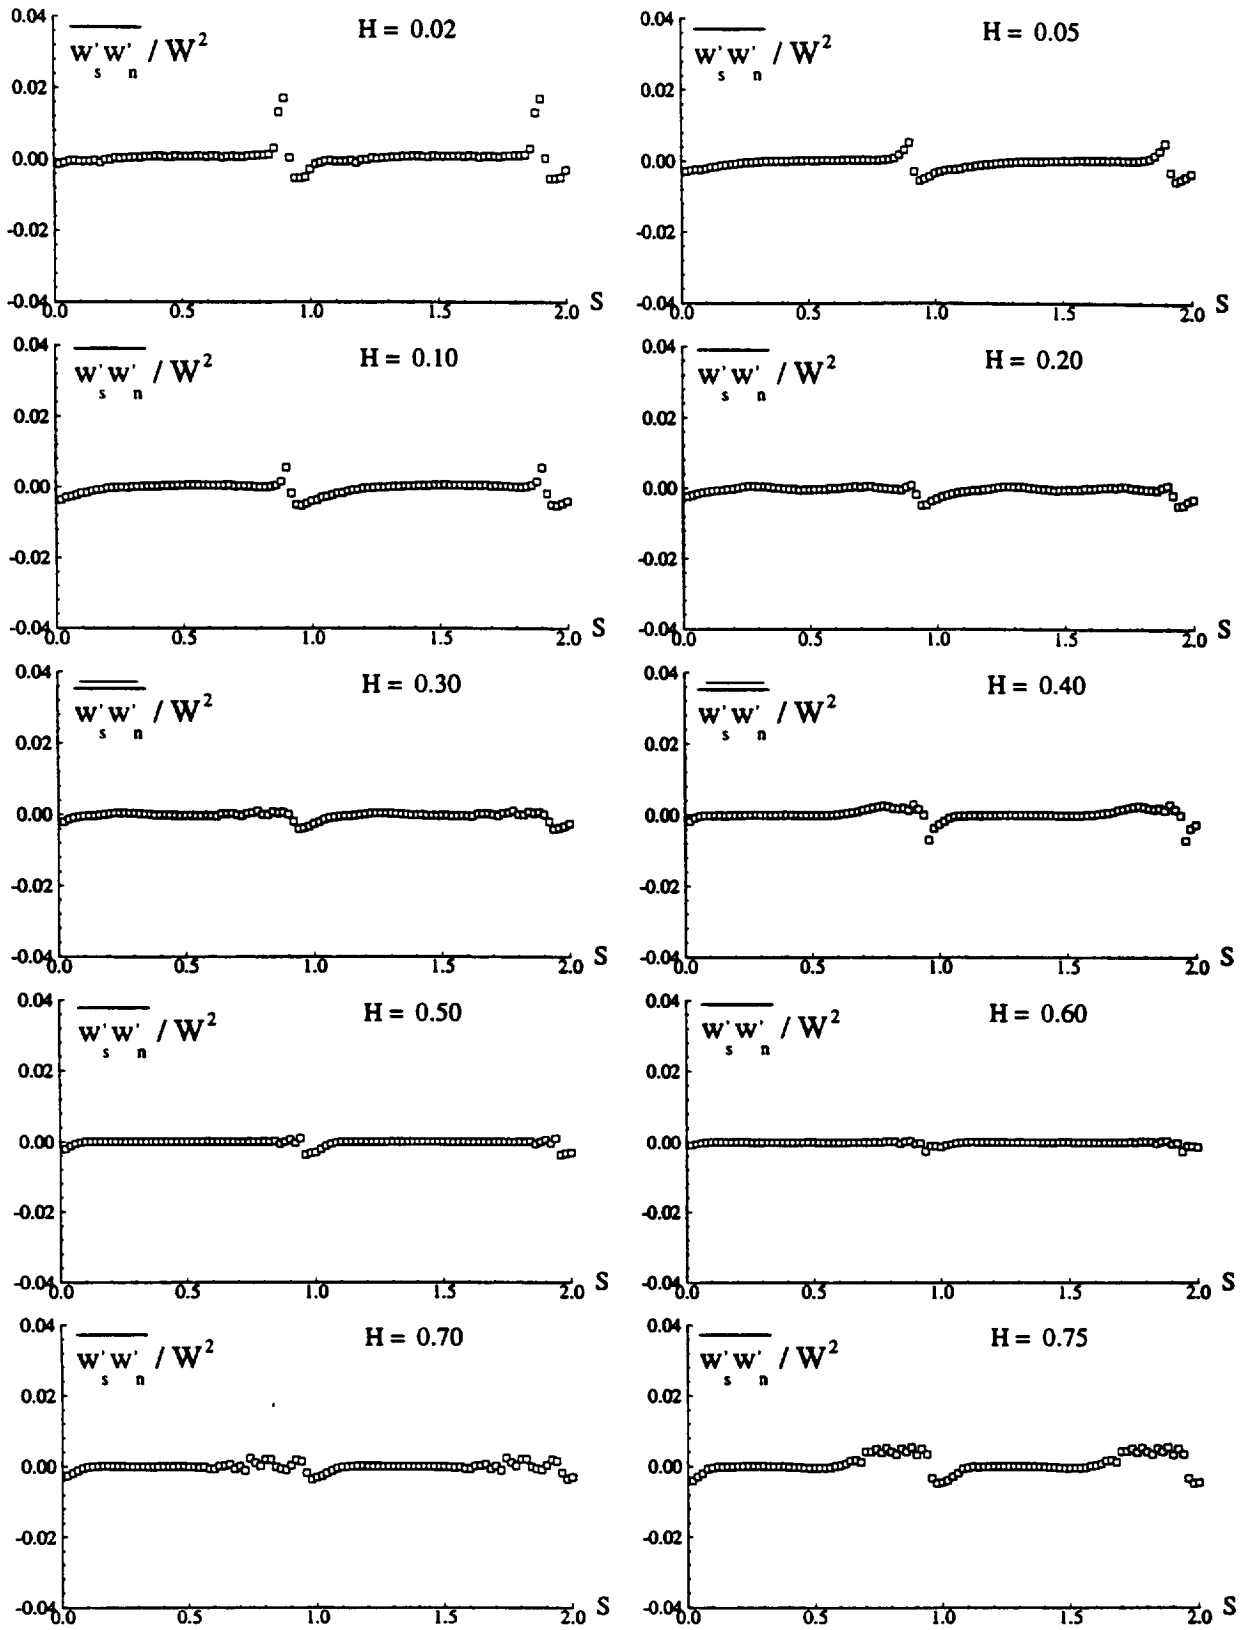 0.04 w's w'n / W² H = 0.02
0.02
0.00
-0.02
-0.04
0.0 0.5 1.0 1.5 2.0 S
0.04 w's w'n / W² H = 0.05
0.02
0.00
-0.02
-0.04
0.0 0.5 1.0 1.5 2.0 S
0.04 w's w'n / W² H = 0.10
0.02
0.00
-0.02
-0.04
0.0 0.5 1.0 1.5 2.0 S
0.04 w's w'n / W² H = 0.20
0.02
0.00
-0.02
-0.04
0.0 0.5 1.0 1.5 2.0 S
0.04 w's w'n / W² H = 0.30
0.02
0.00
-0.02
-0.04
0.0 0.5 1.0 1.5 2.0 S
0.04 w's w'n / W² H = 0.40
0.02
0.00
-0.02
-0.04
0.0 0.5 1.0 1.5 2.0 S
0.04 w's w'n / W² H = 0.50
0.02
0.00
-0.02
-0.04
0.0 0.5 1.0 1.5 2.0 S
0.04 w's w'n / W² H = 0.60
0.02
0.00
-0.02
-0.04
0.0 0.5 1.0 1.5 2.0 S
0.04 w's w'n / W² H = 0.70
0.02
0.00
-0.02
-0.04
0.0 0.5 1.0 1.5 2.0 S
0.04 w's w'n / W² H = 0.75
0.02
0.00
-0.02
-0.04
0.0 0.5 1.0 1.5 2.0 S